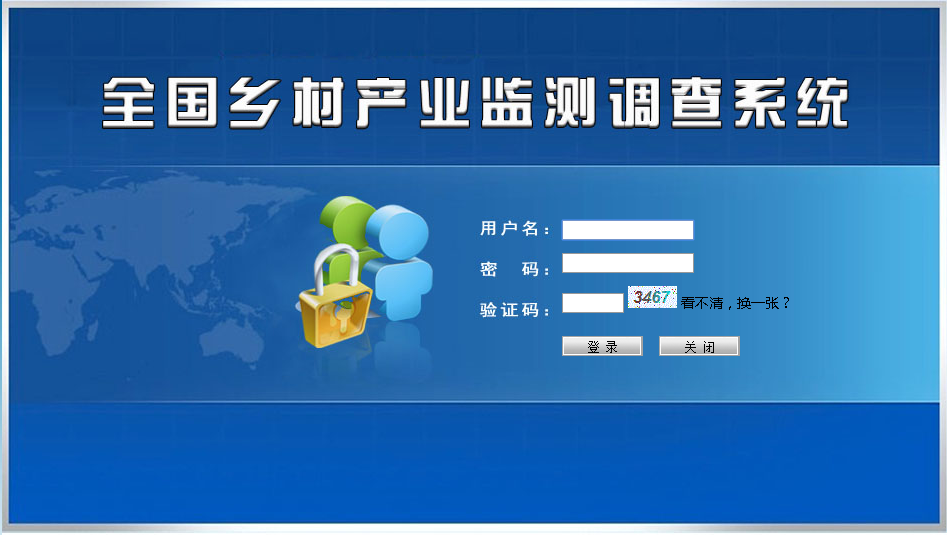 全国乡村产业监测调查系统
用户名：
密 码：
验证码： 3467 看不清，换一张？
登 录 关 闭